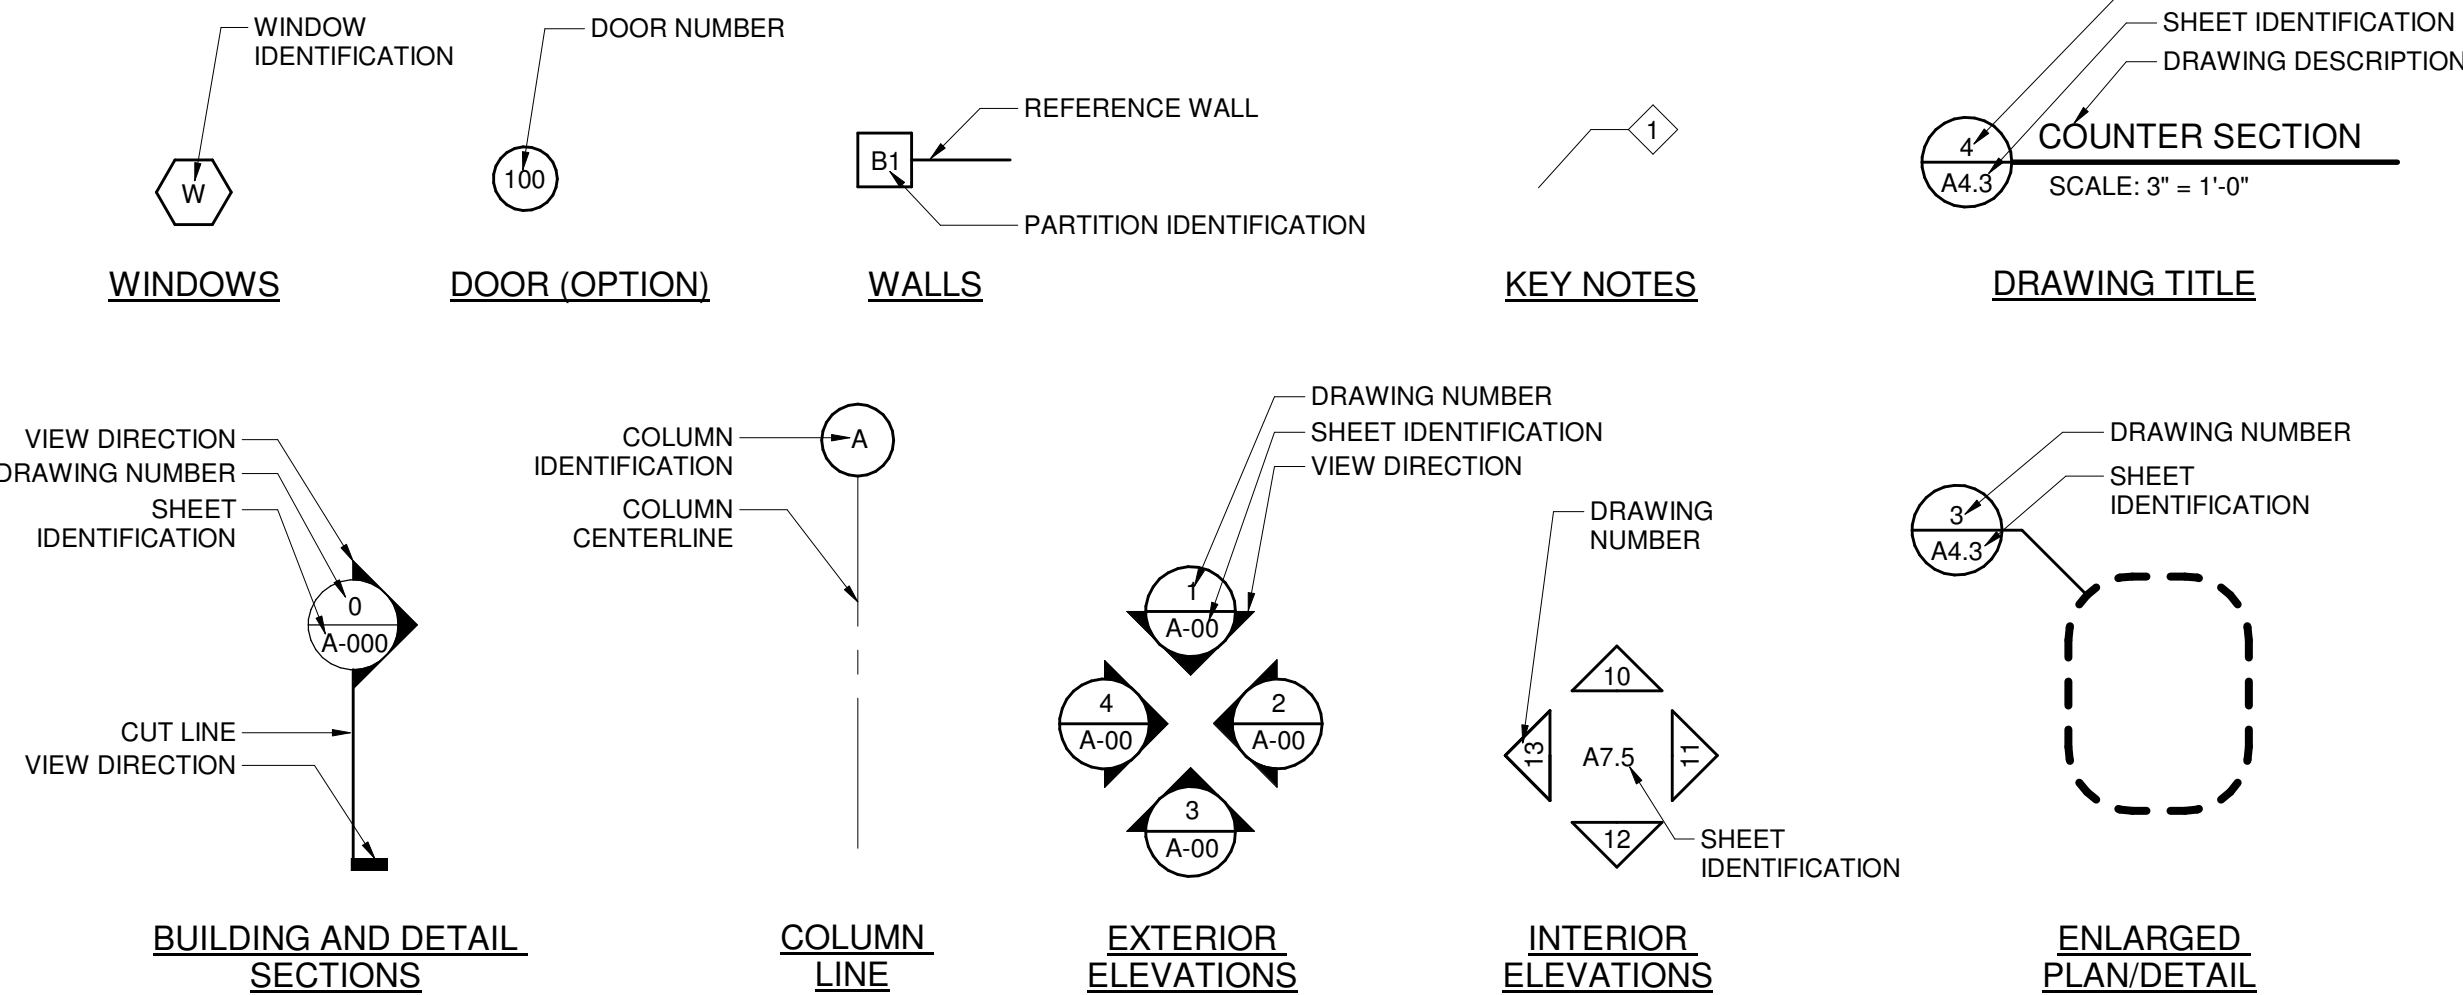 WINDOW
IDENTIFICATION
W
WINDOWS
DOOR NUMBER
100
DOOR (OPTION)
REFERENCE WALL
B1
PARTITION IDENTIFICATION
WALLS
1
KEY NOTES
SHEET IDENTIFICATION
DRAWING DESCRIPTION
4
A4.3
COUNTER SECTION
SCALE: 3" = 1'-0"
DRAWING TITLE
VIEW DIRECTION
DRAWING NUMBER
SHEET
IDENTIFICATION
0
A-000
CUT LINE
VIEW DIRECTION
BUILDING AND DETAIL
SECTIONS
COLUMN
IDENTIFICATION
A
COLUMN
CENTERLINE
COLUMN
LINE
DRAWING NUMBER
SHEET IDENTIFICATION
VIEW DIRECTION
1
A-00
4
A-00
2
A-00
3
A-00
EXTERIOR
ELEVATIONS
DRAWING
NUMBER
10
13
A7.5
11
12
SHEET
IDENTIFICATION
INTERIOR
ELEVATIONS
DRAWING NUMBER
SHEET
IDENTIFICATION
3
A4.3
ENLARGED
PLAN/DETAIL